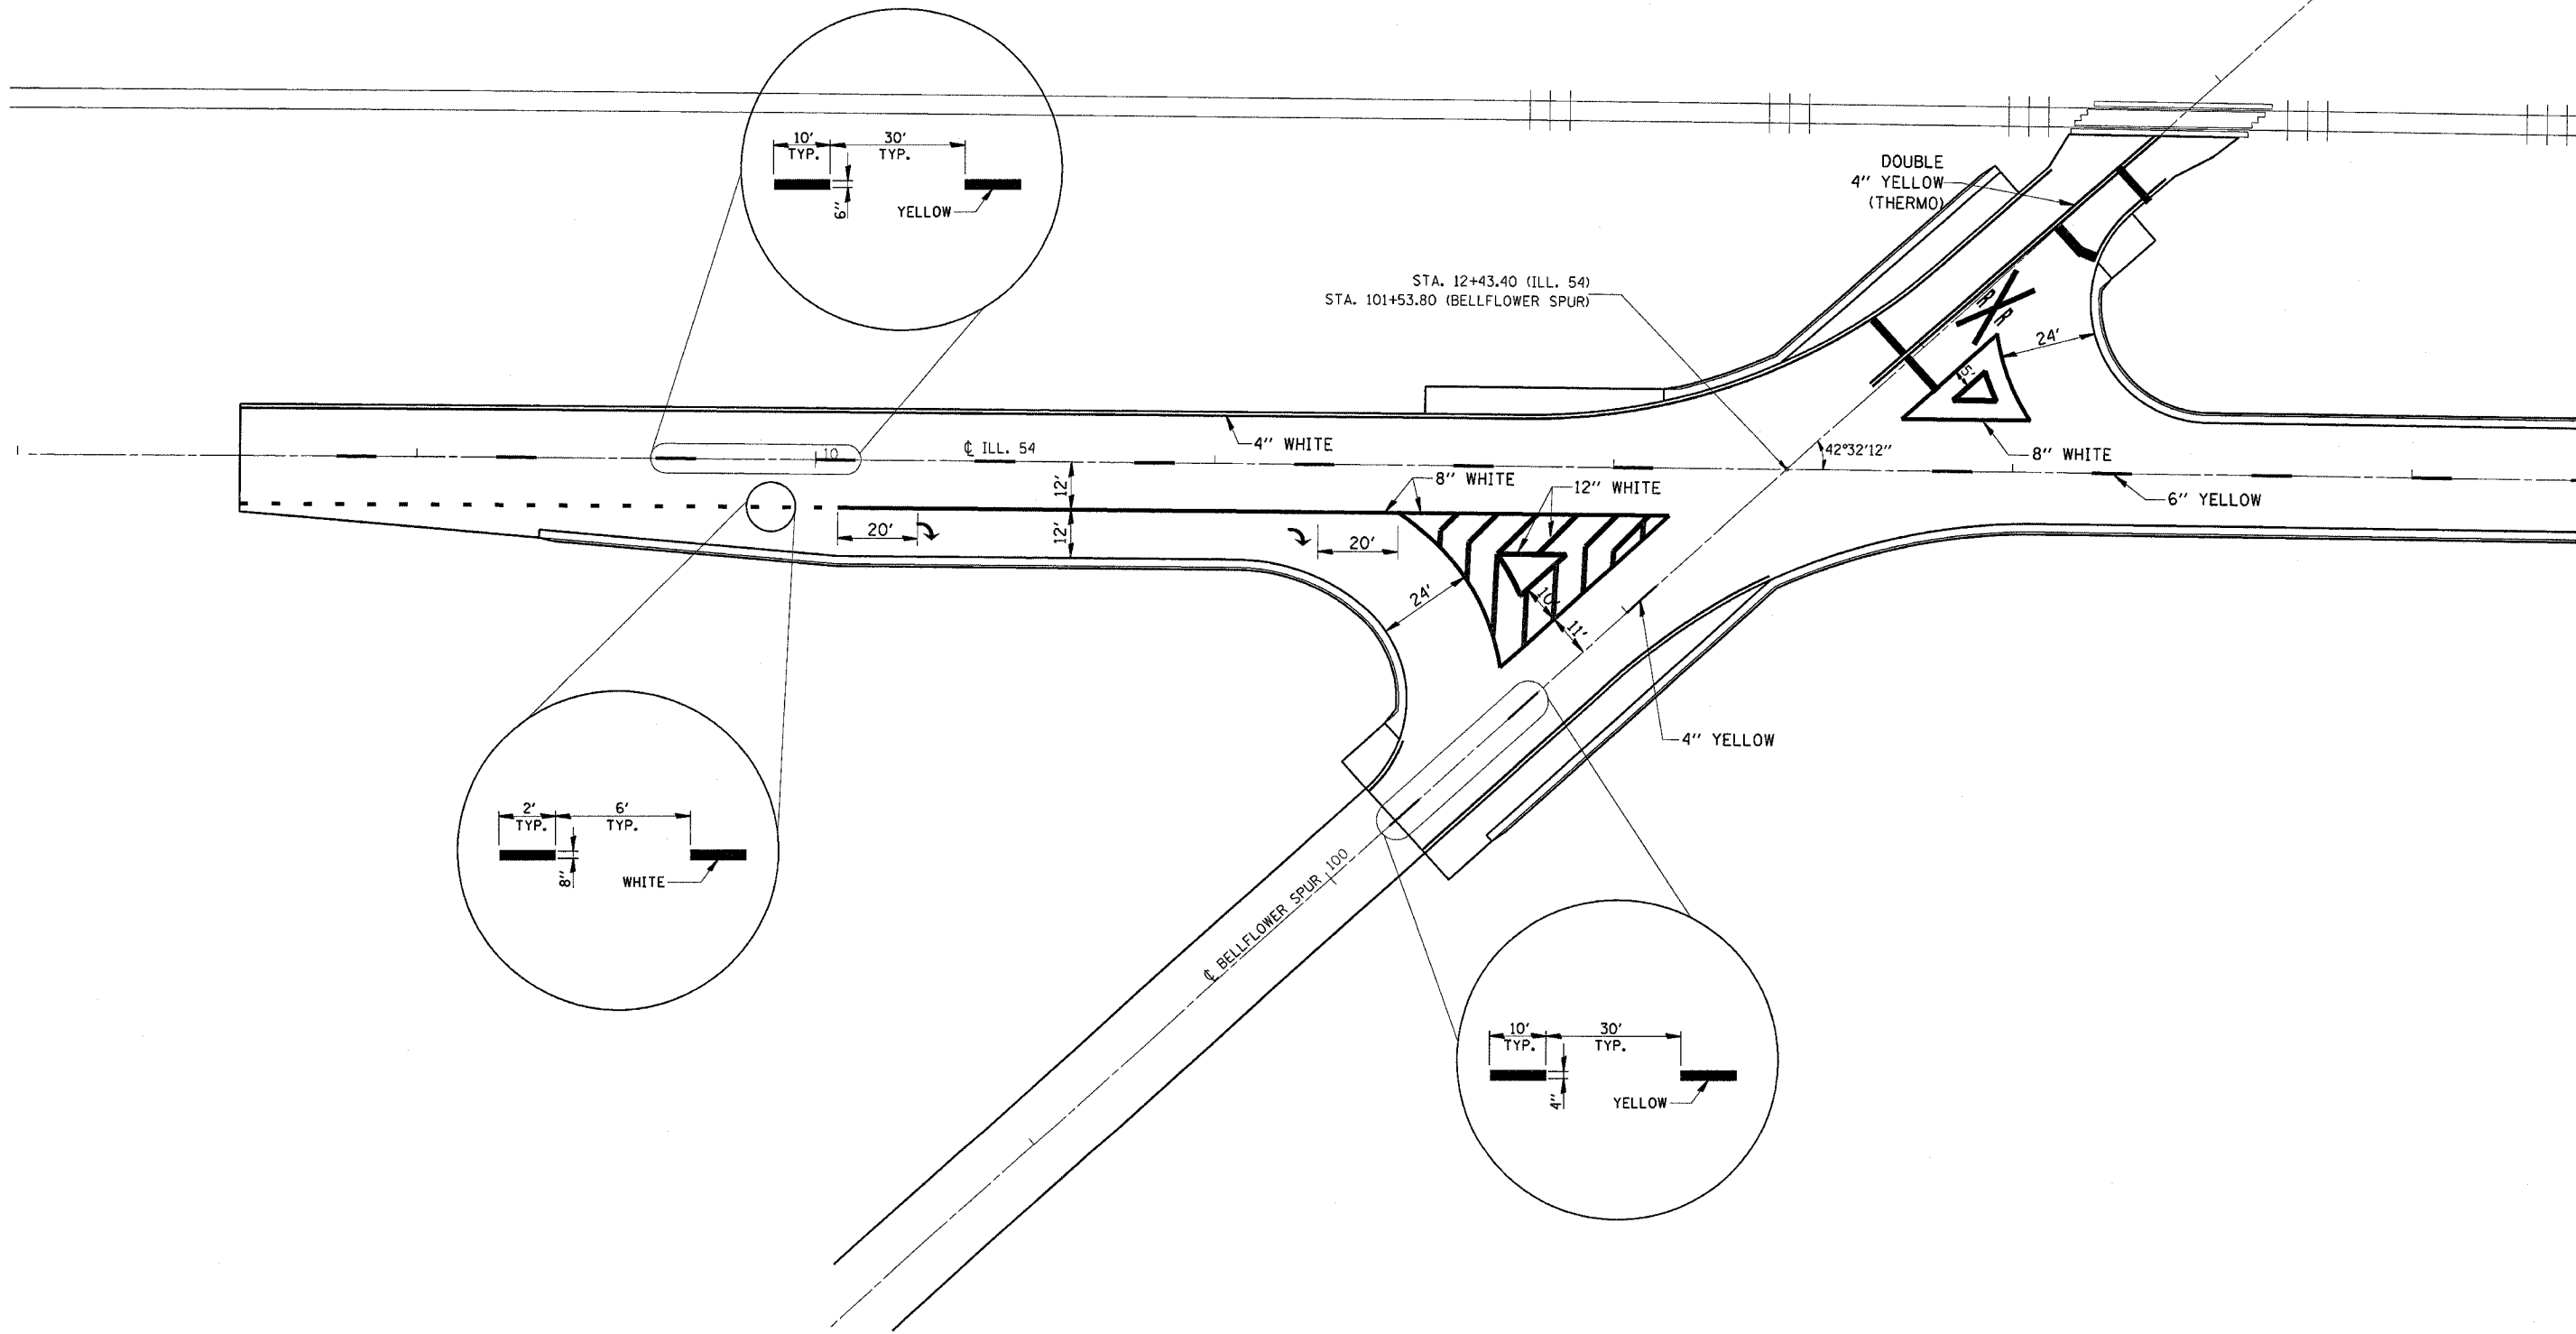 10'
TYP.
30'
TYP.
6"
YELLOW
DOUBLE
4" YELLOW
(THERMO)
STA. 12+43.40 (ILL. 54)
STA. 101+53.80 (BELLFLOWER SPUR)
R
R
24'
5'
4" WHITE
10
℄ ILL. 54
42°32'12"
8" WHITE
6" YELLOW
12'
12'
8" WHITE
12" WHITE
20'
20'
24'
10'
11'
4" YELLOW
2'
TYP.
6'
TYP.
8"
WHITE
℄ BELLFLOWER SPUR
100
10'
TYP.
30'
TYP.
4"
YELLOW